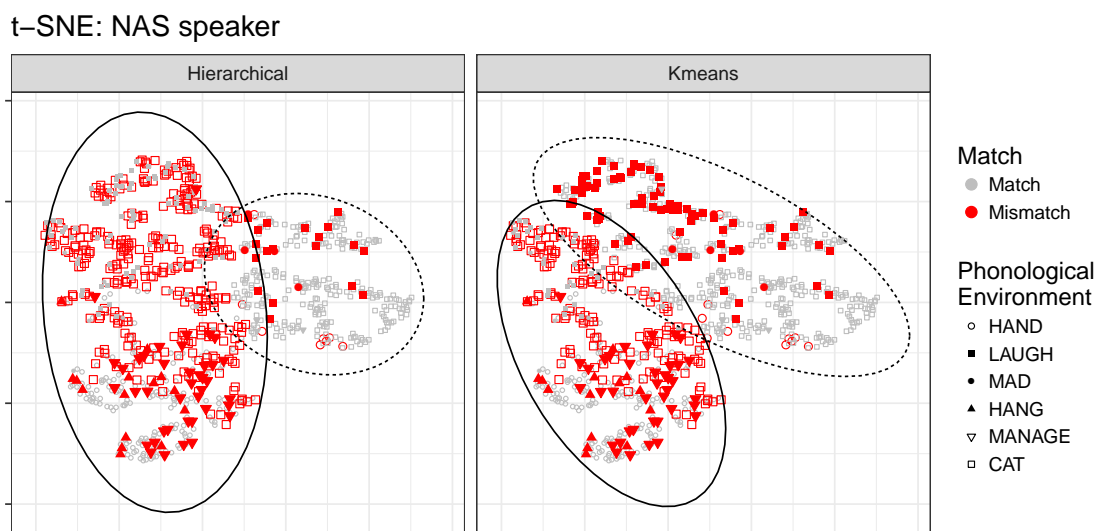 t−SNE: NAS speaker
Hierarchical
Kmeans
Match
Match
Mismatch
Phonological
Environment
HAND
LAUGH
MAD
HANG
MANAGE
CAT